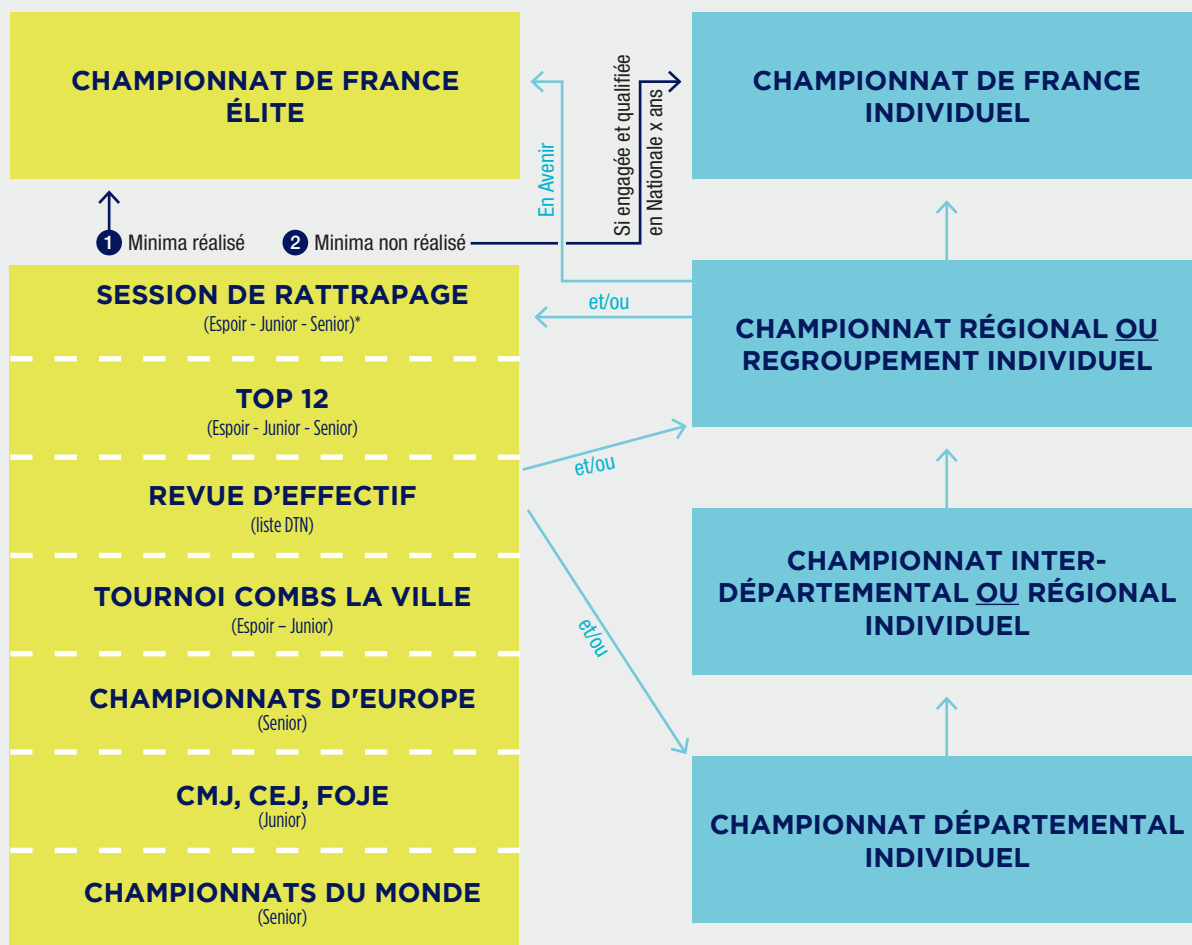 CHAMPIONNAT DE FRANCE
ÉLITE
1 Minima réalisé
2 Minima non réalisé
SESSION DE RATTRAPAGE
(Espoir - Junior - Senior)*
TOP 12
(Espoir - Junior - Senior)
REVUE D'EFFECTIF
(liste DTN)
TOURNOI COMBS LA VILLE
(Espoir – Junior)
CHAMPIONNATS D'EUROPE
(Senior)
CMJ, CEJ, FOJE
(Junior)
CHAMPIONNATS DU MONDE
(Senior)
En Avenir
Si engagée et qualifiée
en Nationale x ans
et/ou
et/ou
et/ou
CHAMPIONNAT DE FRANCE
INDIVIDUEL
CHAMPIONNAT RÉGIONAL OU
REGROUPEMENT INDIVIDUEL
CHAMPIONNAT INTER-
DÉPARTEMENTAL OU RÉGIONAL
INDIVIDUEL
CHAMPIONNAT DÉPARTEMENTAL
INDIVIDUEL